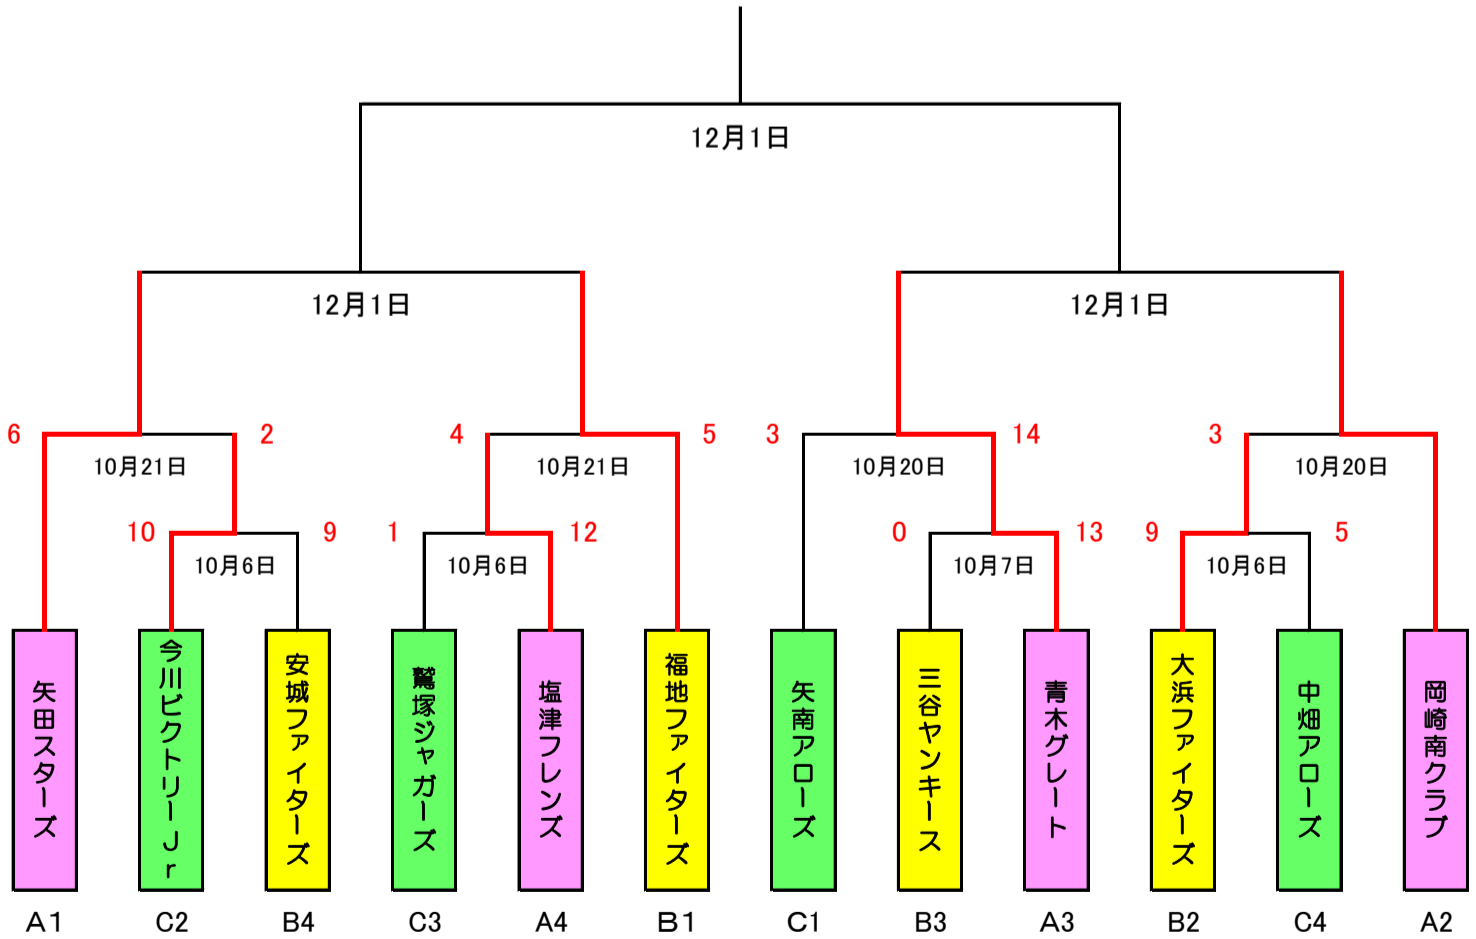 12月1日
12月1日
12月1日
6
2
4
5
3
14
3
10月21日
10月21日
10月20日
10月20日
10
9
1
12
0
13
9
5
10月6日
10月6日
10月7日
10月6日
矢田スターズ
今川ビクトリーJr
安城ファイターズ
鷲塚ジャガーズ
塩津フレンズ
福地ファイターズ
矢南アローズ
三谷ヤンキース
青木グレート
大浜ファイターズ
中畑アローズ
岡崎南クラブ
A1
C2
B4
C3
A4
B1
C1
B3
A3
B2
C4
A2